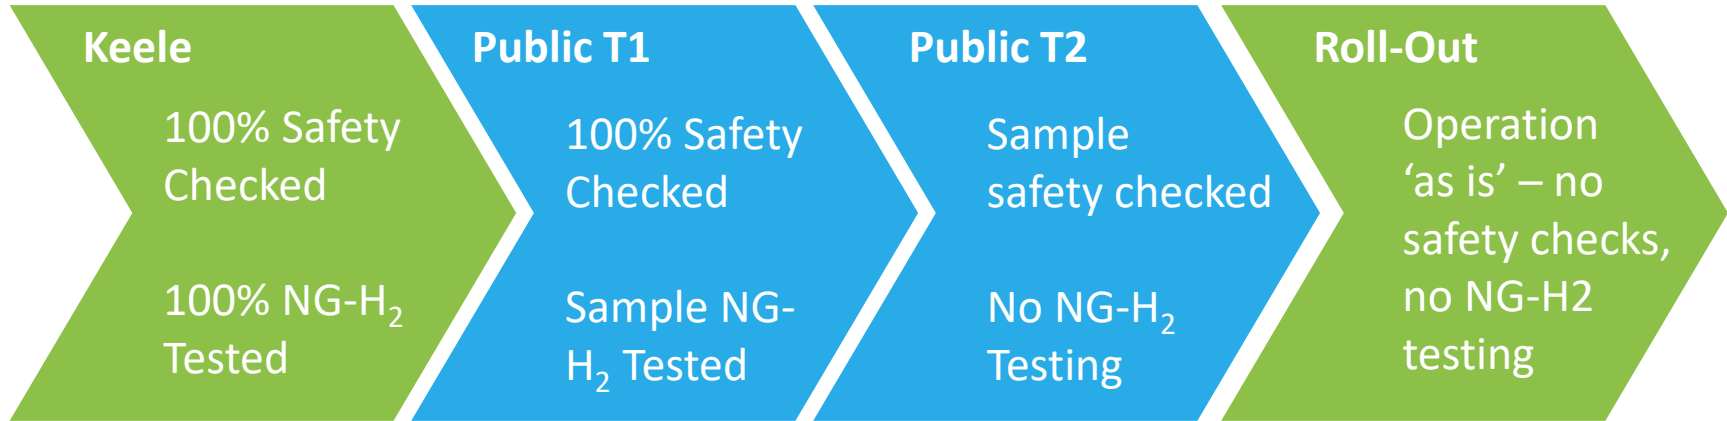 Keele
100% Safety
Checked
100% NG-H₂
Tested
Public T1
100% Safety
Checked
Sample NG-
H₂ Tested
Public T2
Sample
safety checked
No NG-H₂
Testing
Roll-Out
Operation
‘as is’ – no
safety checks,
no NG-H2
testing